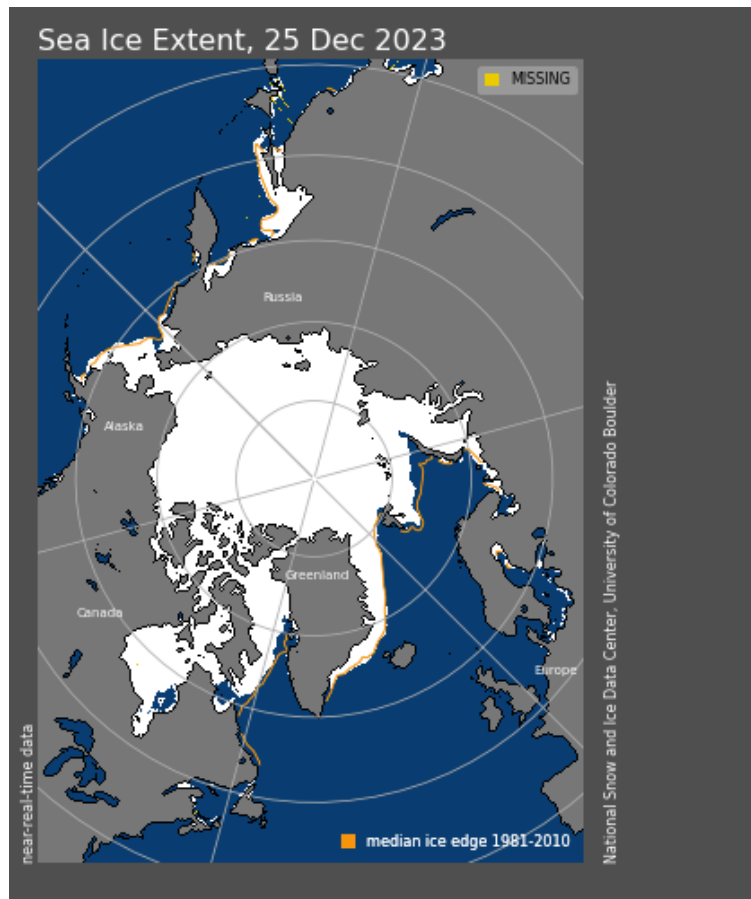 Sea Ice Extent, 25 Dec 2023
MISSING
Russia
Alaska
Greenland
Canada
Europe
near-real-time data
National Snow and Ice Data Center, University of Colorado Boulder
median ice edge 1981-2010